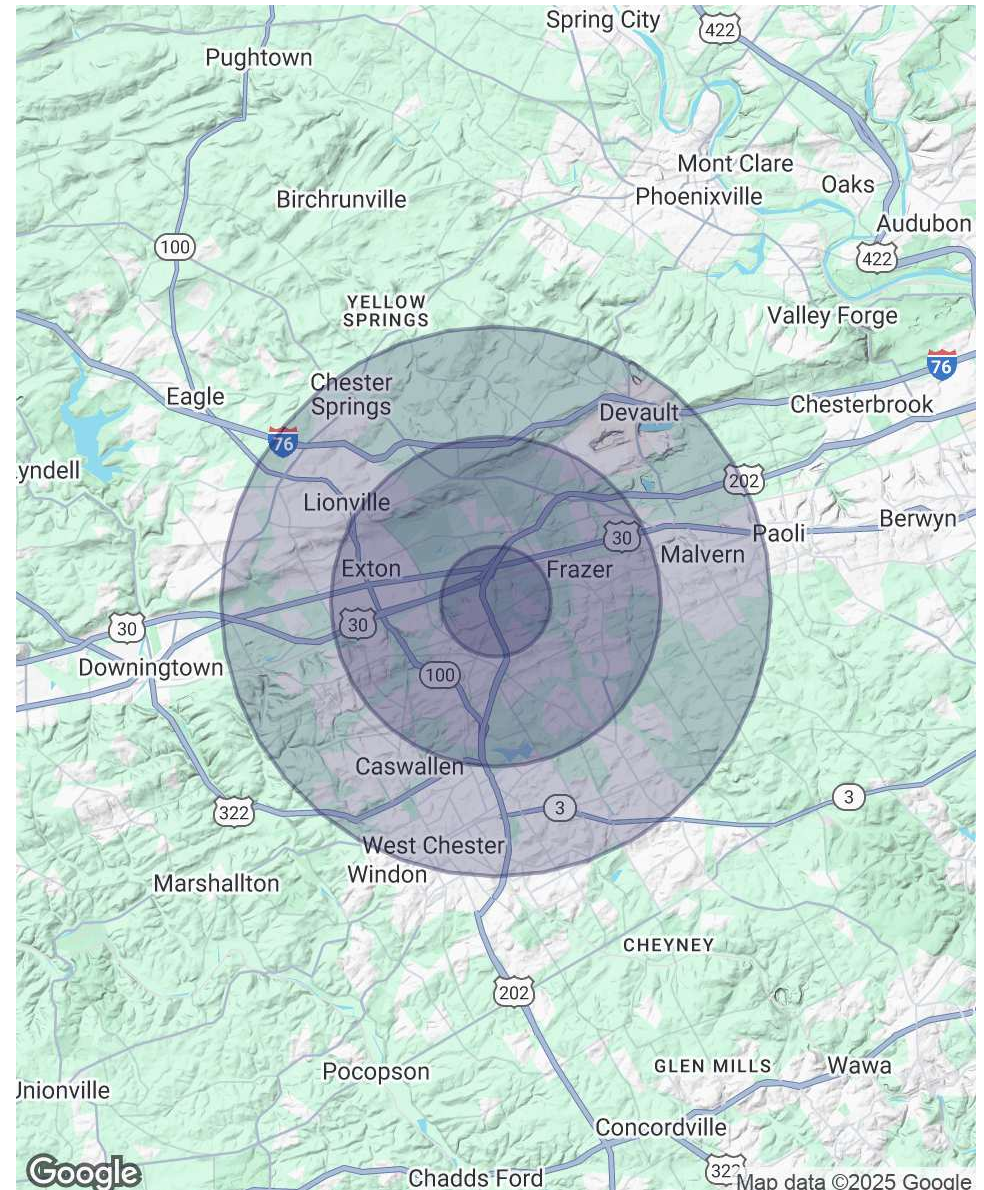 Spring City
422
Pughtown
Mont Clare
Phoenixville
Oaks
Birchrunville
Audubon
100
422
YELLOW
SPRINGS
Valley Forge
76
Chester
Springs
Eagle
Devault
Chesterbrook
76
yndell
202
Lionville
Berwyn
30
Paoli
Malvern
Exton
Frazer
30
30
Downingtown
100
Caswallen
3
3
322
West Chester
Windon
Marshallton
CHEYNEY
202
Pocopson
GLEN MILLS
Wawa
Unionville
Concordville
322
Chadds Ford
Google
Map data ©2025 Google